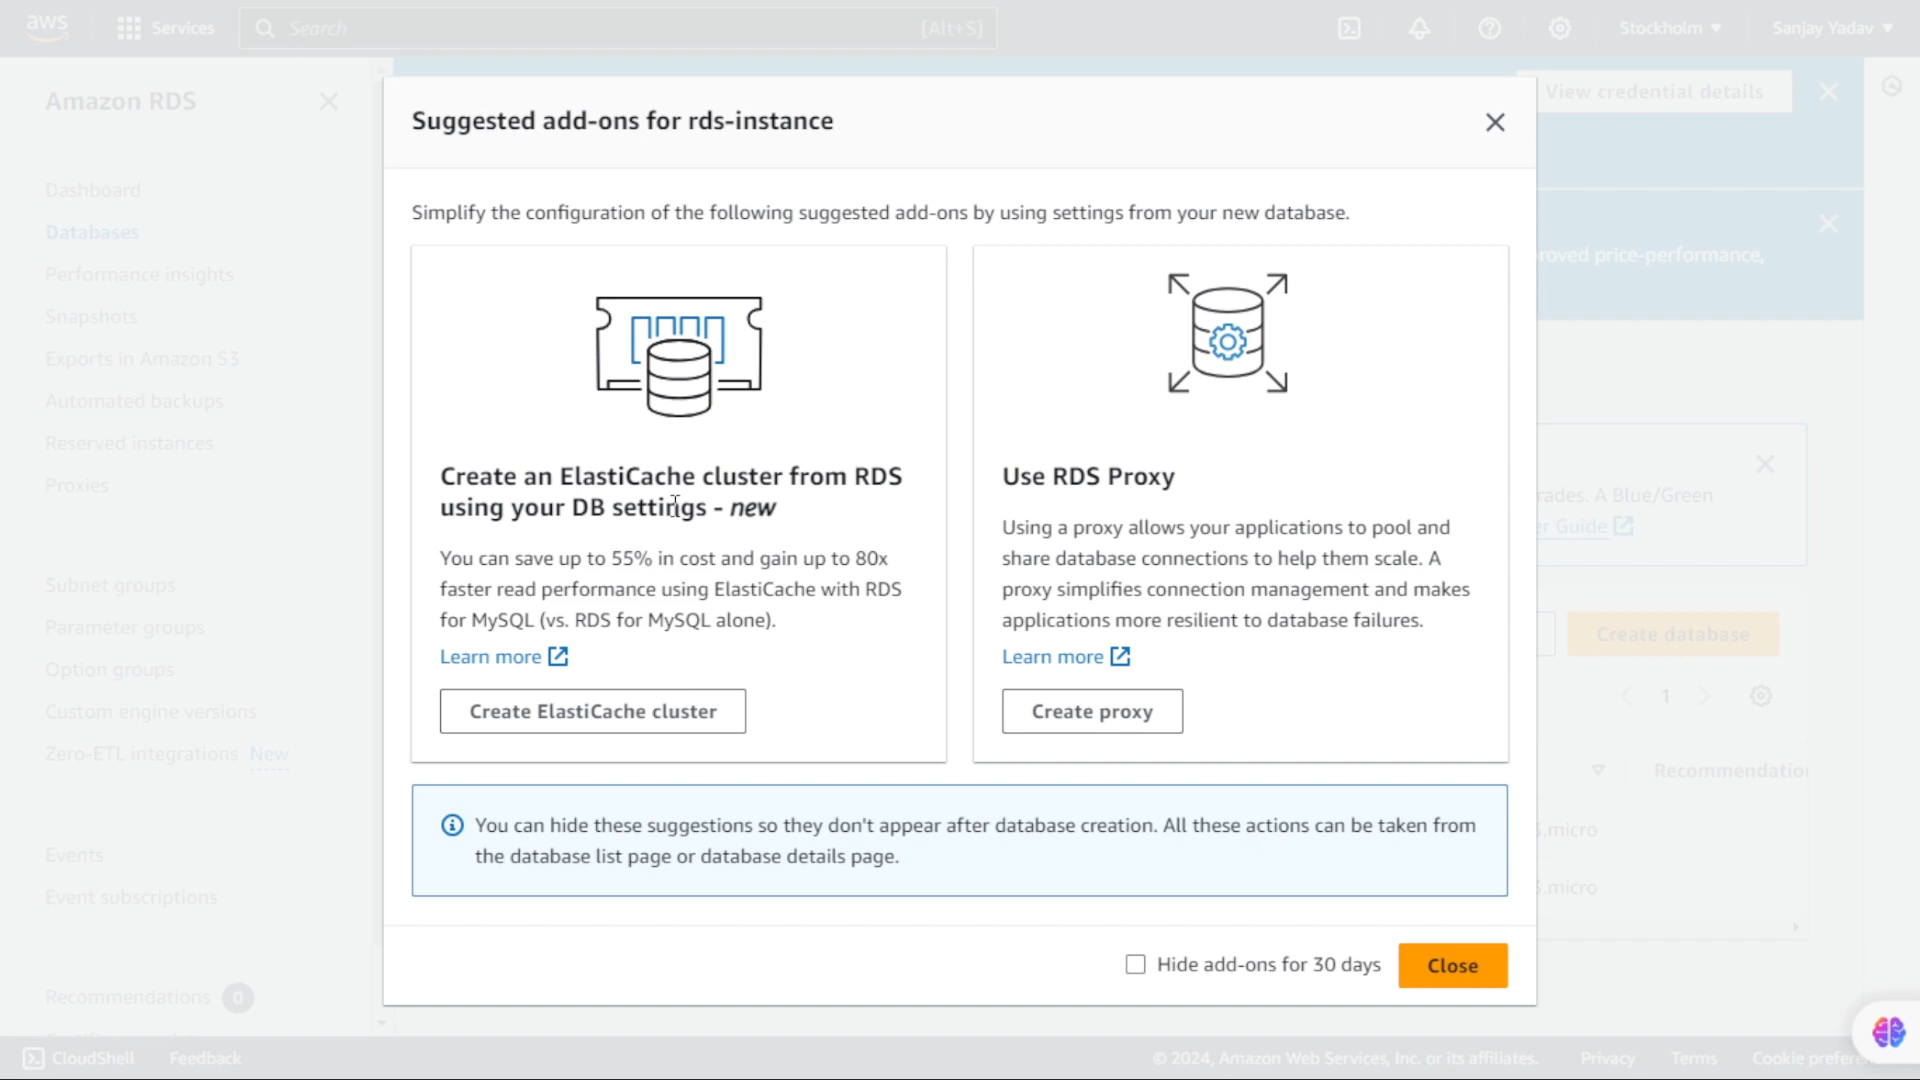 aws
Services
Search
[Alt+S]
Stockholm
Sanjay Yadav
Amazon RDS
Dashboard
Databases
Performance insights
Snapshots
Exports in Amazon S3
Automated backups
Reserved instances
Proxies
Subnet groups
Parameter groups
Option groups
Custom engine versions
Zero-ETL integrations New
Events
Event subscriptions
Recommendations 0
View credential details
price-performance,
A Blue/Green
Guide
Create database
1
Suggested add-ons for rds-instance
Simplify the configuration of the following suggested add-ons by using settings from your new database.
Create an ElastiCache cluster from RDS
using your DB settings - new
You can save up to 55% in cost and gain up to 80x
faster read performance using ElastiCache with RDS
for MySQL (vs. RDS for MySQL alone).
Learn more
Create ElastiCache cluster
Use RDS Proxy
Using a proxy allows your applications to pool and
share database connections to help them scale. A
proxy simplifies connection management and makes
applications more resilient to database failures.
Learn more
Create proxy
You can hide these suggestions so they don't appear after database creation. All these actions can be taken from
the database list page or database details page.
Hide add-ons for 30 days
Close
CloudShell
Feedback
© 2024, Amazon Web Services, Inc. or its affiliates.
Privacy
Terms
Cookie